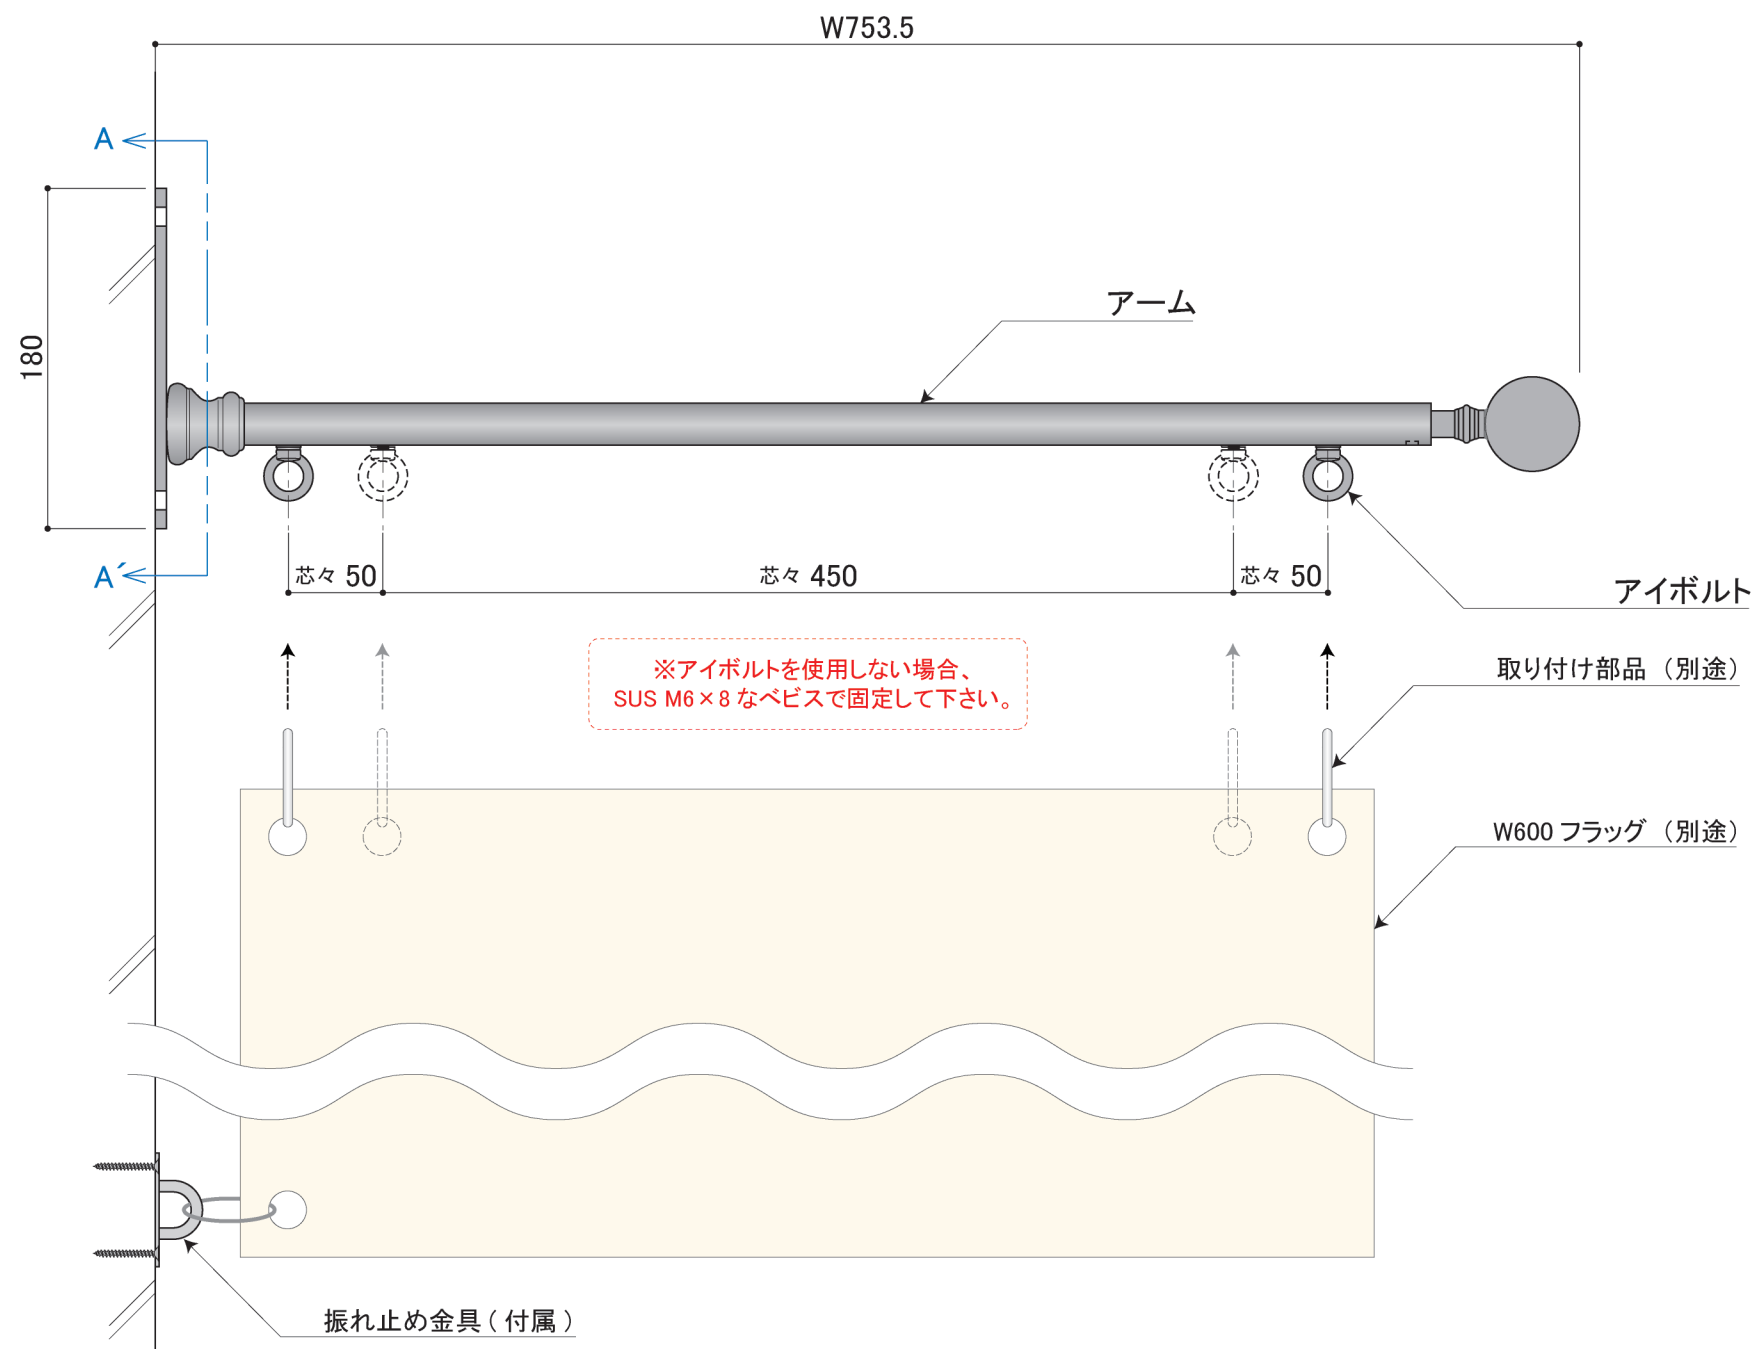 W753.5
A
180
アーム
A´
芯々 50
芯々 450
芯々 50
アイボルト
※アイボルトを使用しない場合、
SUS M6×8 なべビスで固定して下さい。
取り付け部品（別途）
W600 フラッグ（別途）
振れ止め金具( 付属 )